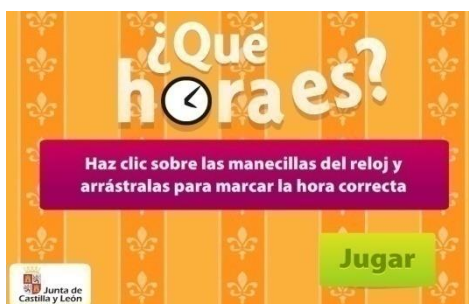 ¿Qué
hora es?
Haz clic sobre las manecillas del reloj y
arrástralas para marcar la hora correcta
Jugar
Junta de
Castilla y León